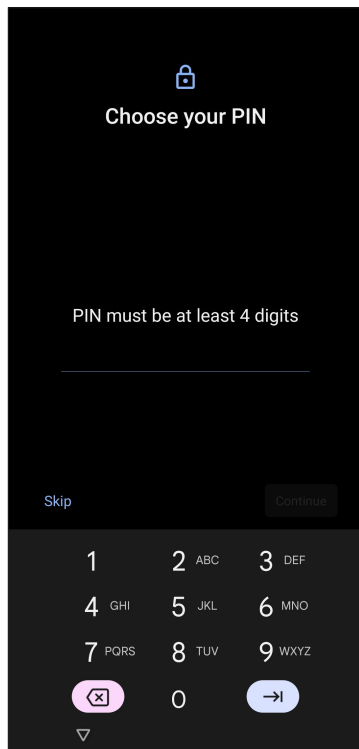 Choose your PIN
PIN must be at least 4 digits
Skip Continue
1 2 ABC 3 DEF
4 GHI 5 JKL 6 MNO
7 PQRS 8 TUV 9 WXYZ
0